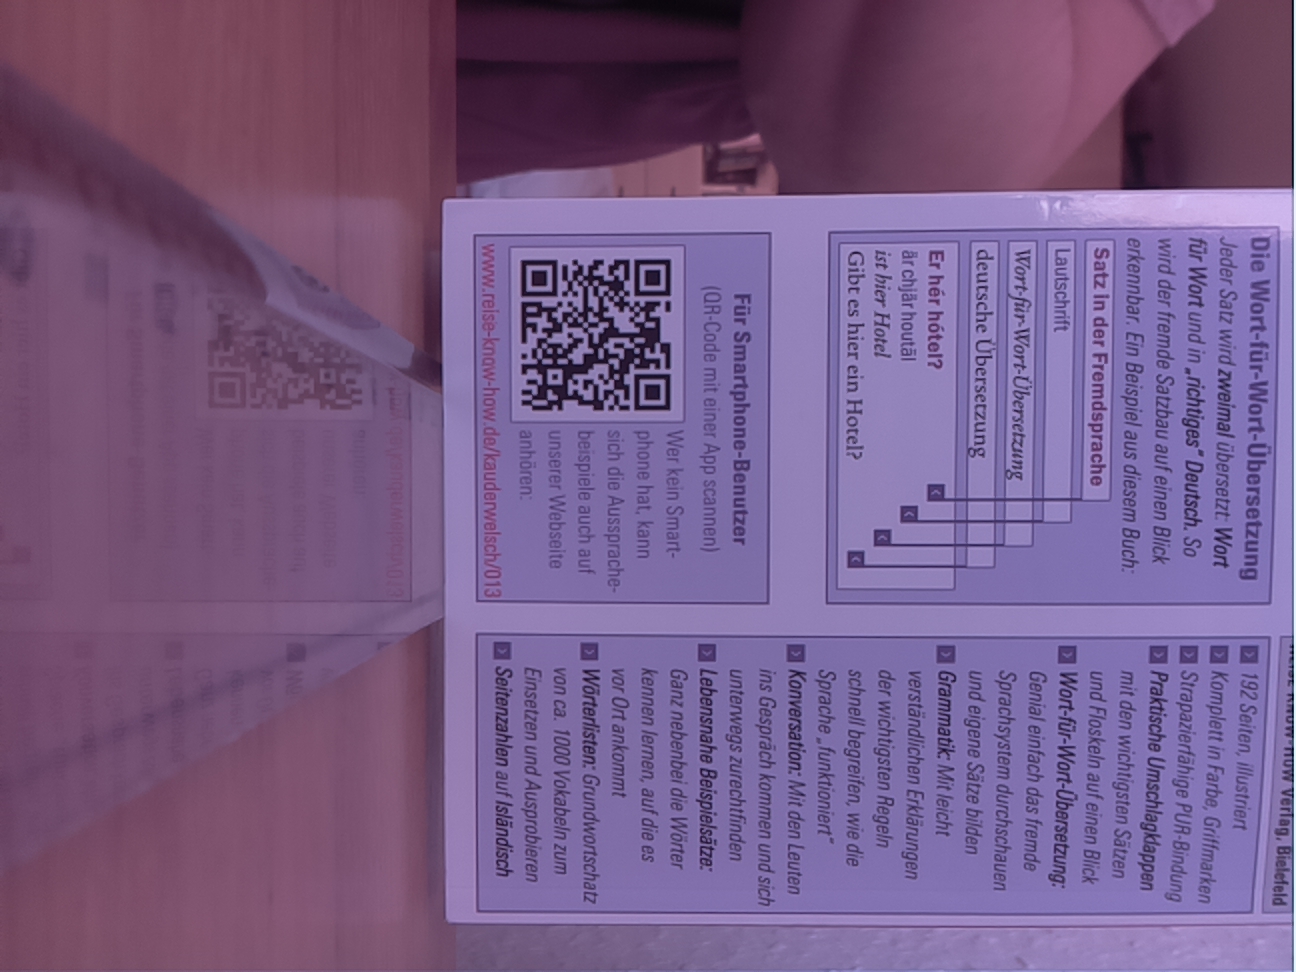 Die Wort-für-Wort-Übersetzung
Jeder Satz wird zweimal übersetzt: Wort
für Wort und in „richtiges“ Deutsch. So
wird der fremde Satzbau auf einen Blick
erkennbar. Ein Beispiel aus diesem Buch:
Satz in der Fremdsprache
Lautschrift
Wort-für-Wort-Übersetzung
deutsche Übersetzung
Er hér hótel?
är chjär houtäl
ist hier Hotel
Gibt es hier ein Hotel?
Für Smartphone-Benutzer
(QR-Code mit einer App scannen)
Wer kein Smart-
phone hat, kann
sich die Aussprache-
beispiele auch auf
unserer Webseite
anhören:
www.reise-know-how.de/kauderwelsch/013
Verlag, Bielefeld
192 Seiten, illustriert
Komplett in Farbe, Griffmarken
Strapazierfähige PUR-Bindung
Praktische Umschlagklappen
mit den wichtigsten Sätzen
und Floskeln auf einen Blick
Wort-für-Wort-Übersetzung:
Genial einfach das fremde
Sprachsystem durchschauen
und eigene Sätze bilden
Grammatik: Mit leicht
verständlichen Erklärungen
der wichtigsten Regeln
schnell begreifen, wie die
Sprache „funktioniert“
Konversation: Mit den Leuten
ins Gespräch kommen und sich
unterwegs zurechtfinden
Lebensnahe Beispielsätze:
Ganz nebenbei die Wörter
kennen lernen, auf die es
vor Ort ankommt
Wörterlisten: Grundwortschatz
von ca. 1000 Vokabeln zum
Einsetzen und Ausprobieren
Seitenzahlen auf Isländisch